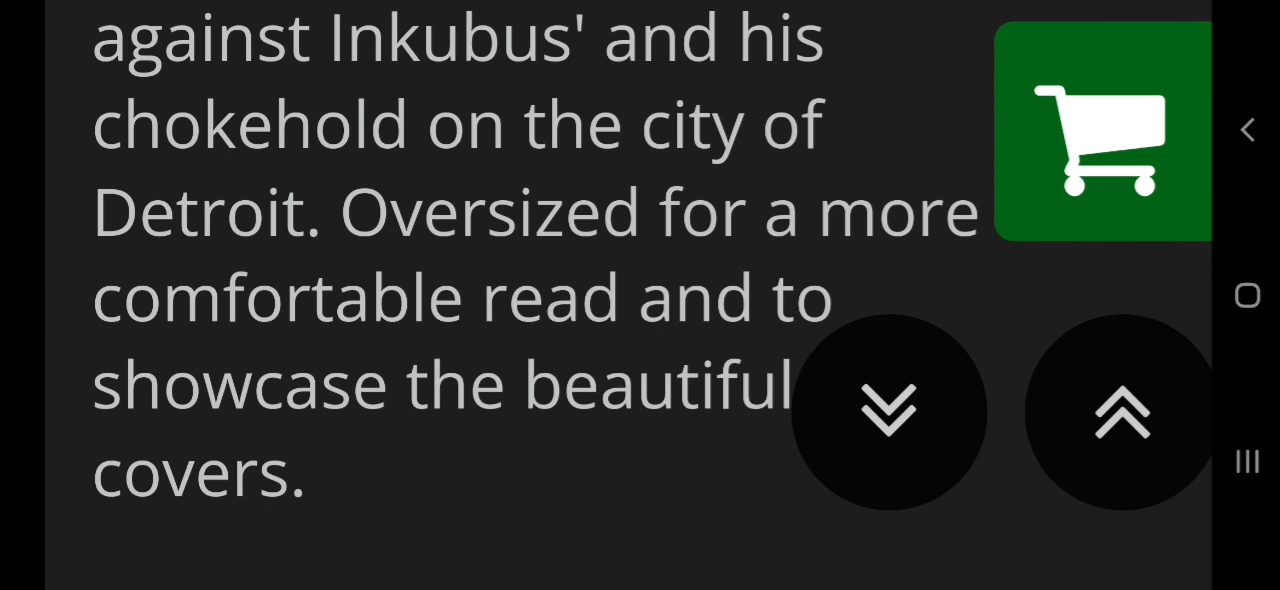 against Inkubus' and his
chokehold on the city of
Detroit. Oversized for a more
comfortable read and to
showcase the beautiful
covers.